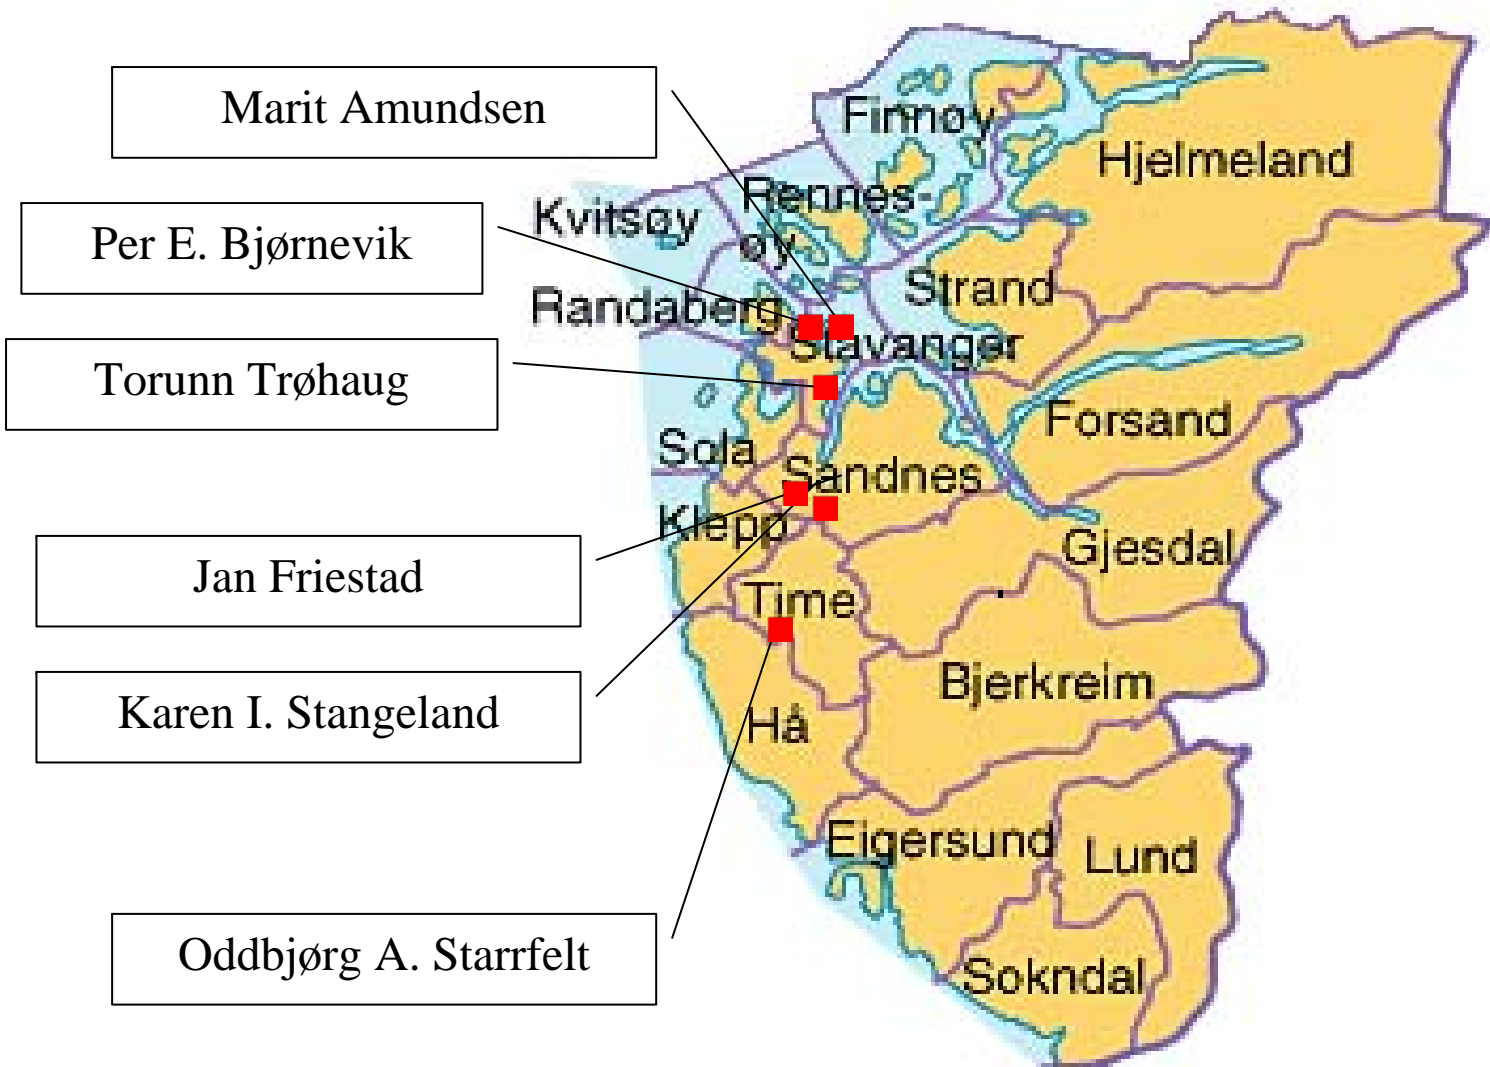 Marit Amundsen
Per E. Bjørnevik
Torunn Trøhaug
Jan Friestad
Karen I. Stangeland
Oddbjørg A. Starrfelt
Finnøy
Hjelmeland
Rennes-
øy
Kvitsøy
Randaberg
Strand
Stavanger
Forsand
Sola
Sandnes
Klepp
Gjesdal
Time
Bjerkreim
Hå
Eigersund
Lund
Sokndal